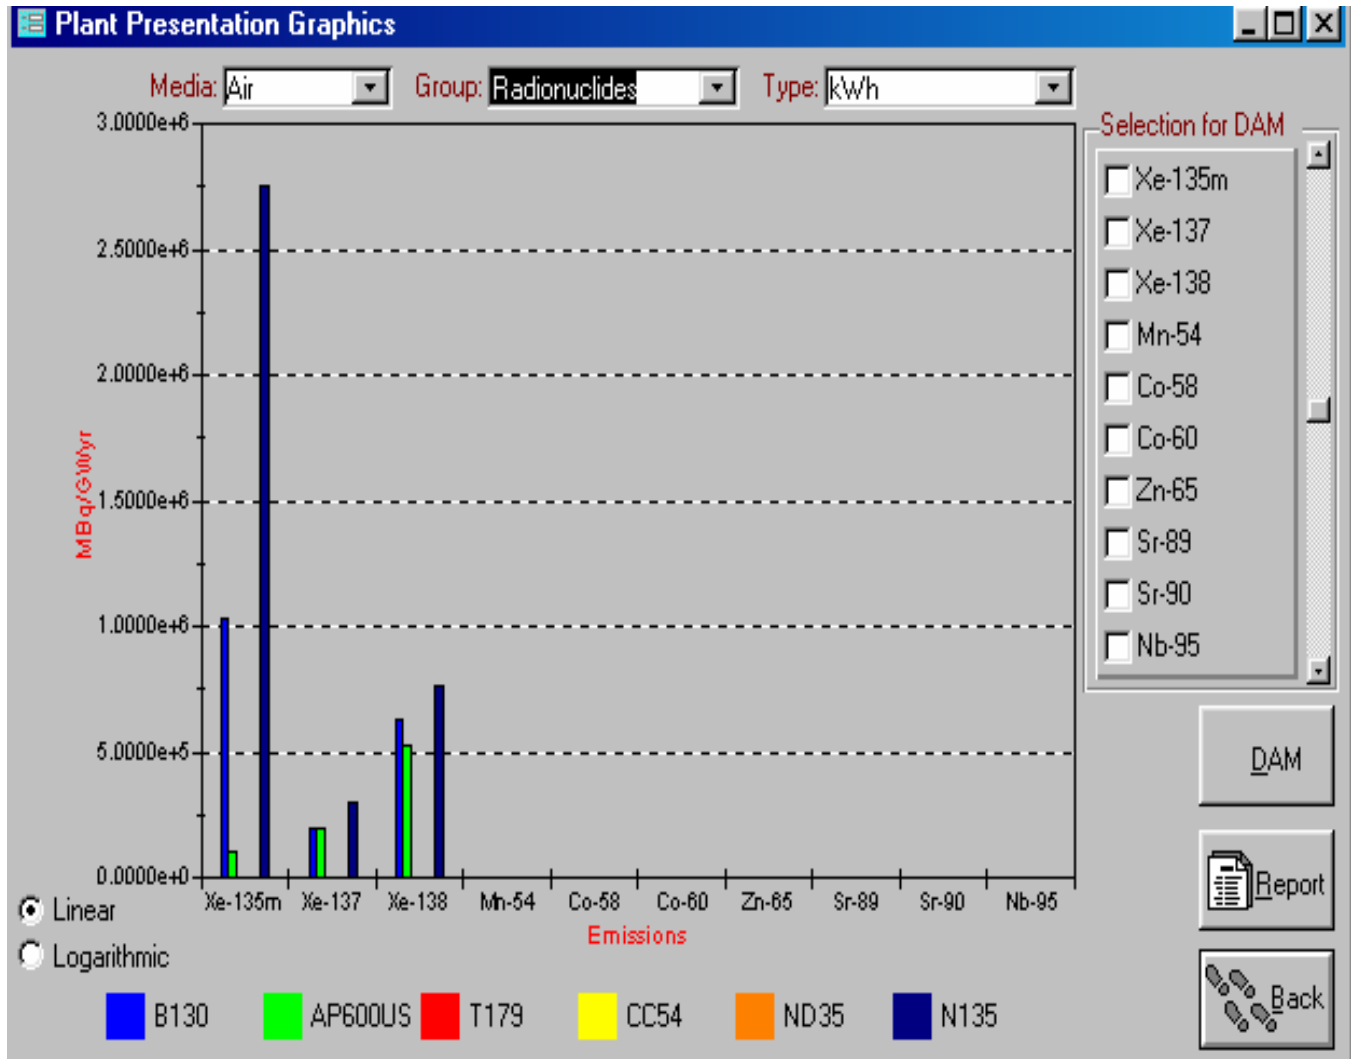 Plant Presentation Graphics
Media: Air Group: Radionuclides Type: kWh
Selection for DAM
Xe-135m
Xe-137
Xe-138
Mn-54
Co-58
Co-60
Zn-65
Sr-89
Sr-90
Nb-95
3.0000e+6
2.5000e+6
2.0000e+6
1.5000e+6
1.0000e+6
5.0000e+5
0.0000e+0
MBq/GWyr
Xe-135m Xe-137 Xe-138 Mn-54 Co-58 Co-60 Zn-65 Sr-89 Sr-90 Nb-95
Emissions
Linear
Logarithmic
B130 AP600US T179 CC54 ND35 N135
DAM
Report
Back